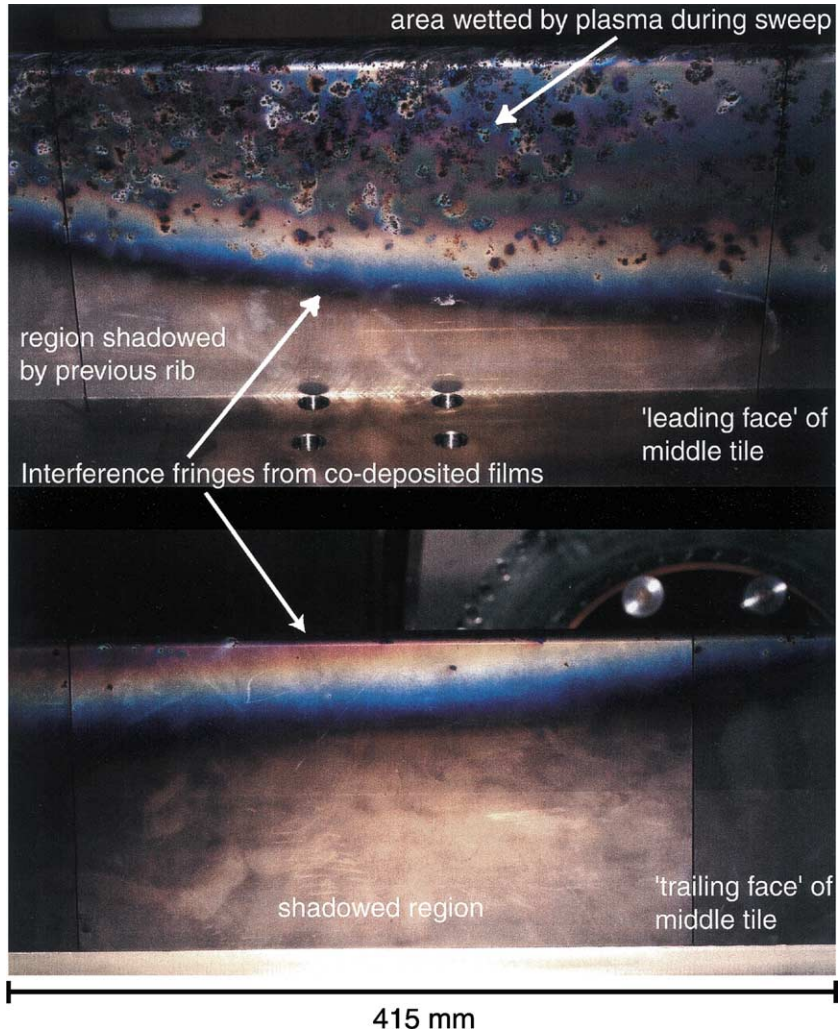 area wetted by plasma during sweep
region shadowed
by previous rib
'leading face' of
middle tile
Interference fringes from co-deposited films
shadowed region
'trailing face' of
middle tile
415 mm